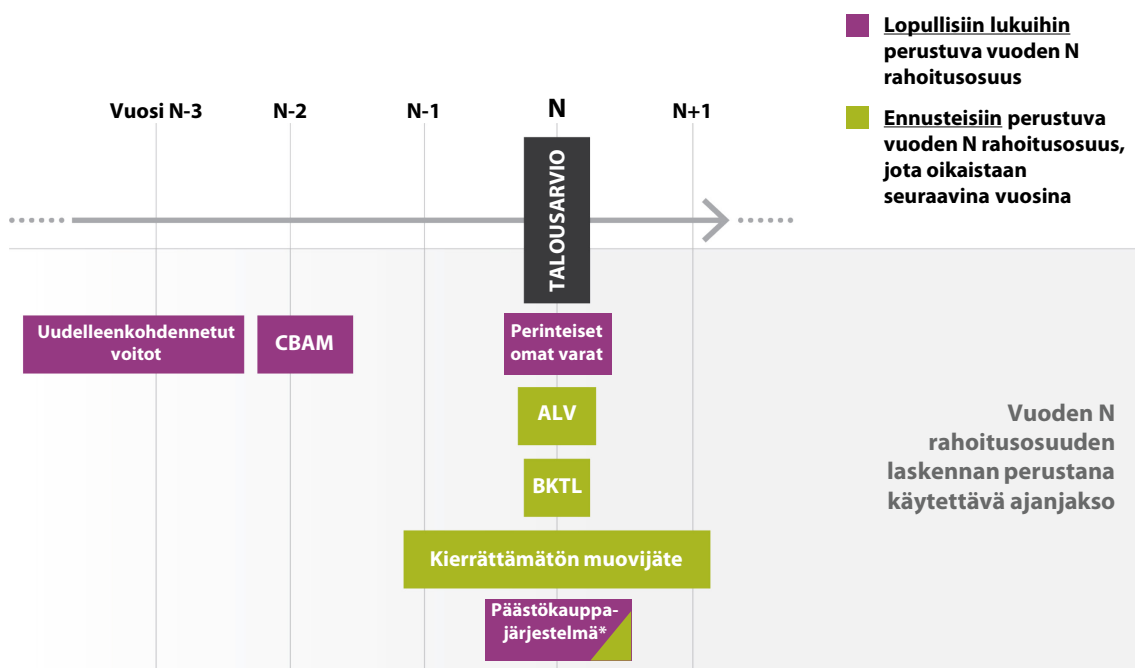 Lopullisiin lukuihin
perustuva vuoden N
rahoitusosuus
Ennusteisiin perustuva
vuoden N rahoitusosuus,
jota oikaistaan
seuraavina vuosina
Vuosi N-3
N-2
N-1
N
N+1
TALOUSARVIO
Uudelleenkohdennetut
voitot
CBAM
Perinteiset
omat varat
ALV
BKTL
Kierrättämätön muovijäte
Päästökauppa-
järjestelmä*
Vuoden N
rahoitusosuuden
laskennan perustana
käytettävä ajanjakso